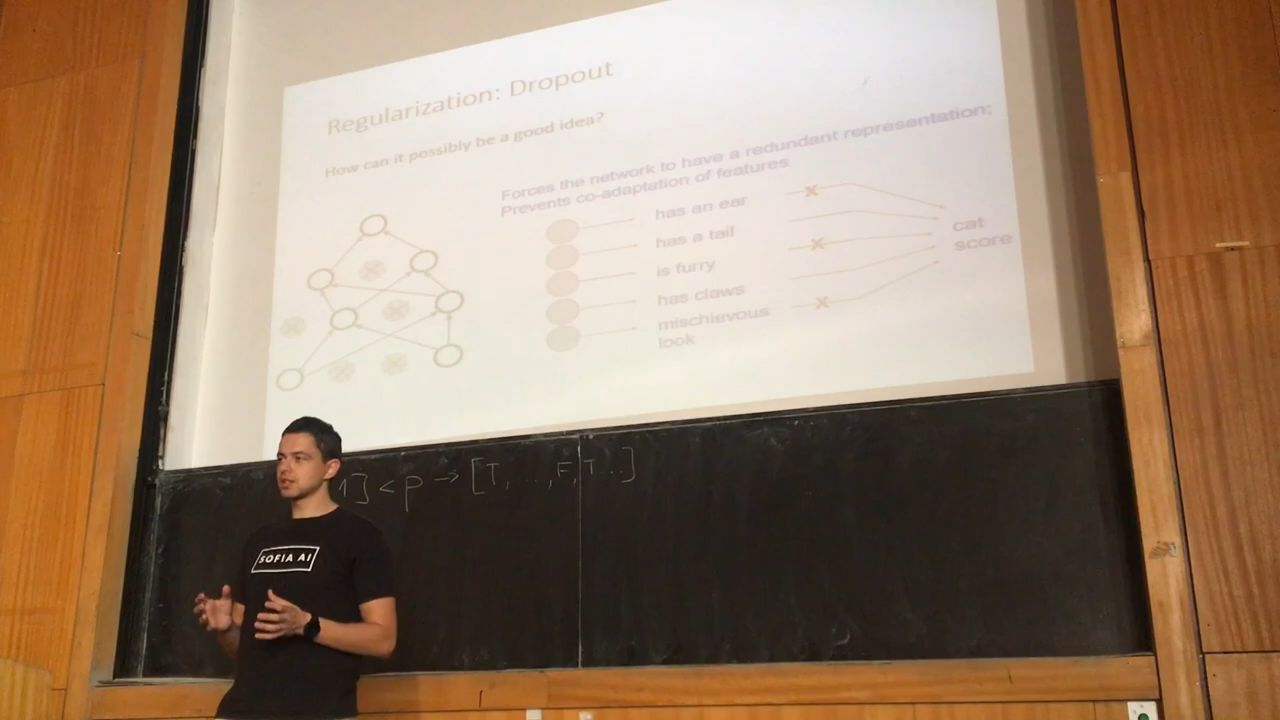 Regularization: Dropout
How can it possibly be a good idea?
Forces the network to have a redundant representation;
Prevents co-adaptation of features
has an ear
has a tail
is furry
has claws
mischievous
look
cat
score
1] < p → [T, ..., F, T...]
SOFIA AI